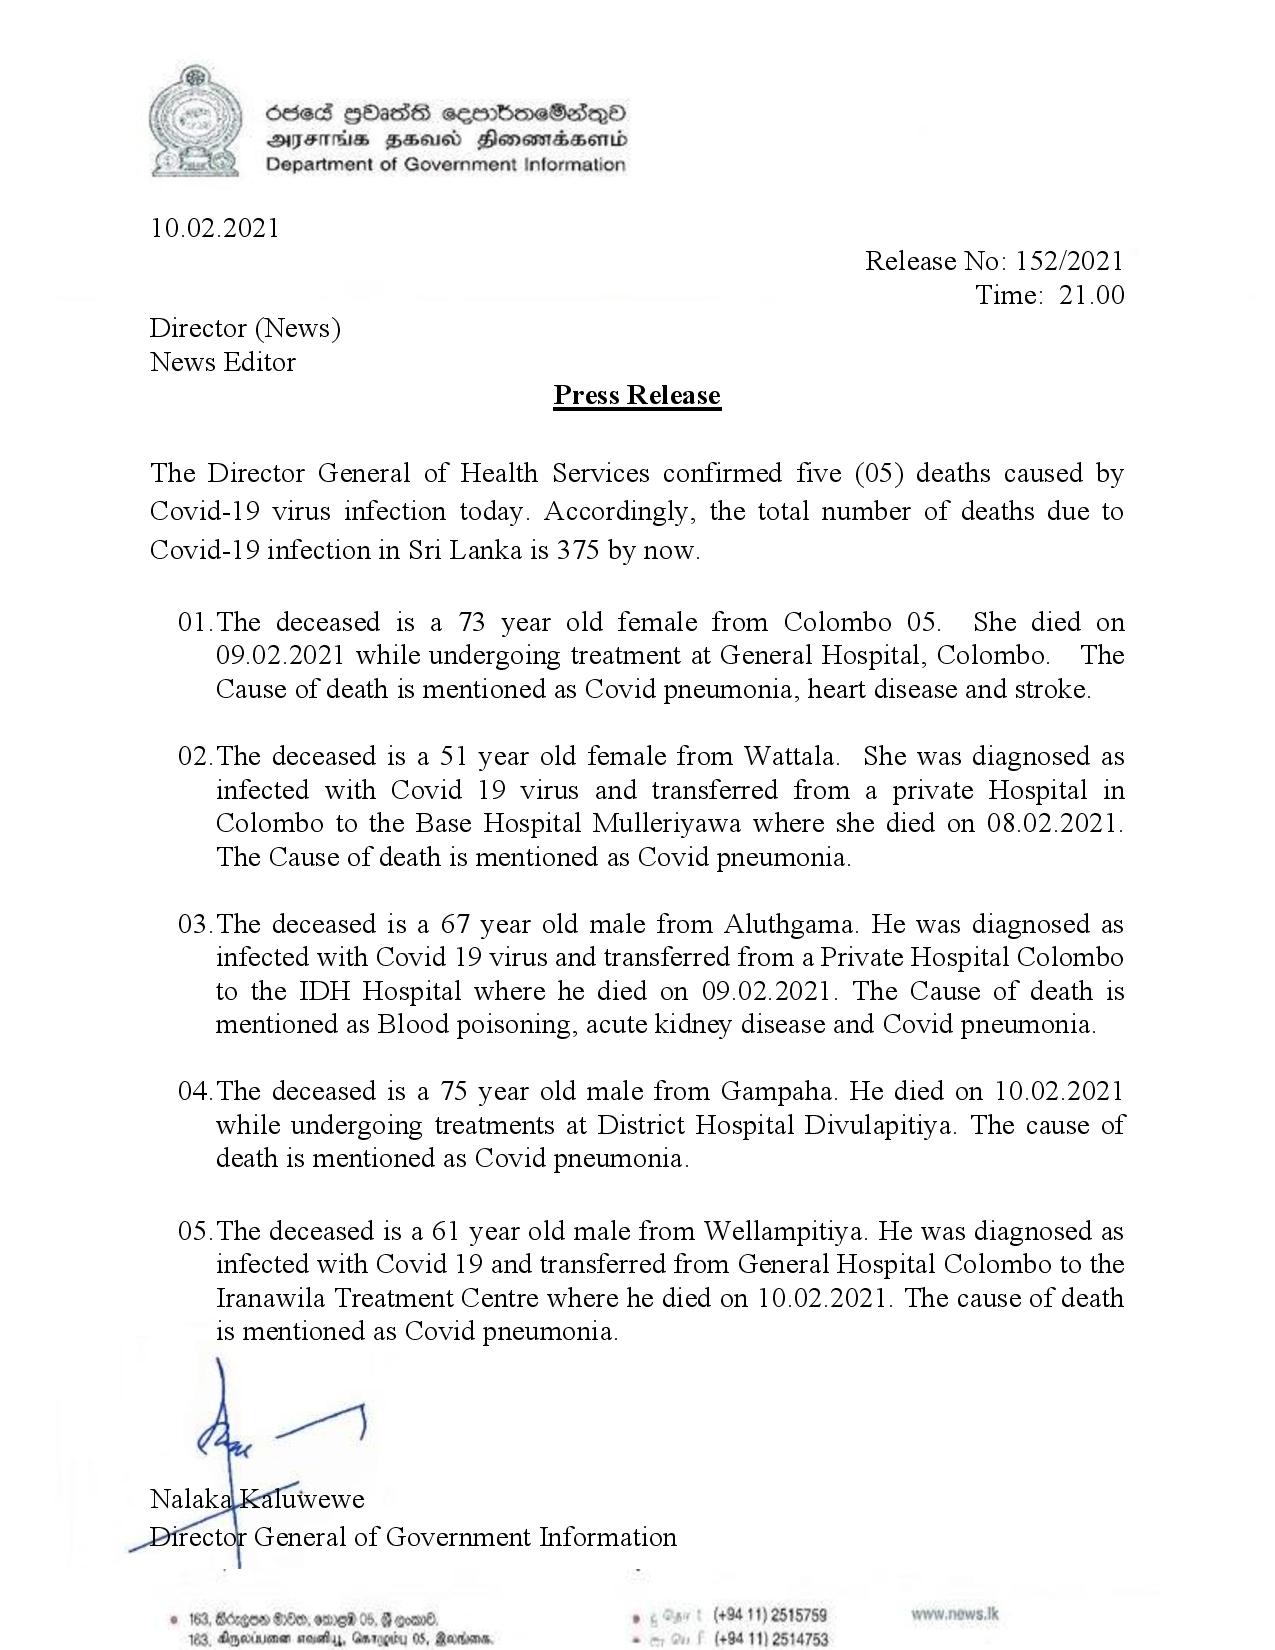 රජයේ ප්‍රවෘත්ති දෙපාර්තමේන්තුව
அரசாங்க தகவல் திணைக்களம்
Department of Government Information
10.02.2021
Release No: 152/2021
Time: 21.00
Director (News)
News Editor
Press Release
The Director General of Health Services confirmed five (05) deaths caused by
Covid-19 virus infection today. Accordingly, the total number of deaths due to
Covid-19 infection in Sri Lanka is 375 by now.
01. The deceased is a 73 year old female from Colombo 05. She died on
09.02.2021 while undergoing treatment at General Hospital, Colombo. The
Cause of death is mentioned as Covid pneumonia, heart disease and stroke.
02. The deceased is a 51 year old female from Wattala. She was diagnosed as
infected with Covid 19 virus and transferred from a private Hospital in
Colombo to the Base Hospital Mulleriyawa where she died on 08.02.2021.
The Cause of death is mentioned as Covid pneumonia.
03. The deceased is a 67 year old male from Aluthgama. He was diagnosed as
infected with Covid 19 virus and transferred from a Private Hospital Colombo
to the IDH Hospital where he died on 09.02.2021. The Cause of death is
mentioned as Blood poisoning, acute kidney disease and Covid pneumonia.
04. The deceased is a 75 year old male from Gampaha. He died on 10.02.2021
while undergoing treatments at District Hospital Divulapitiya. The cause of
death is mentioned as Covid pneumonia.
05. The deceased is a 61 year old male from Wellampitiya. He was diagnosed as
infected with Covid 19 and transferred from General Hospital Colombo to the
Iranawila Treatment Centre where he died on 10.02.2021. The cause of death
is mentioned as Covid pneumonia.
Nalaka Kaluwewe
Director General of Government Information
163, කිරුලපන මාවත, කොළඹ 05, ශ්‍රී ලංකාව.
163, கிருலப்பனை எவனியூ, கொழும்பு 05, இலங்கை.
(+94 11) 2515759
(+94 11) 2514753
www.news.lk